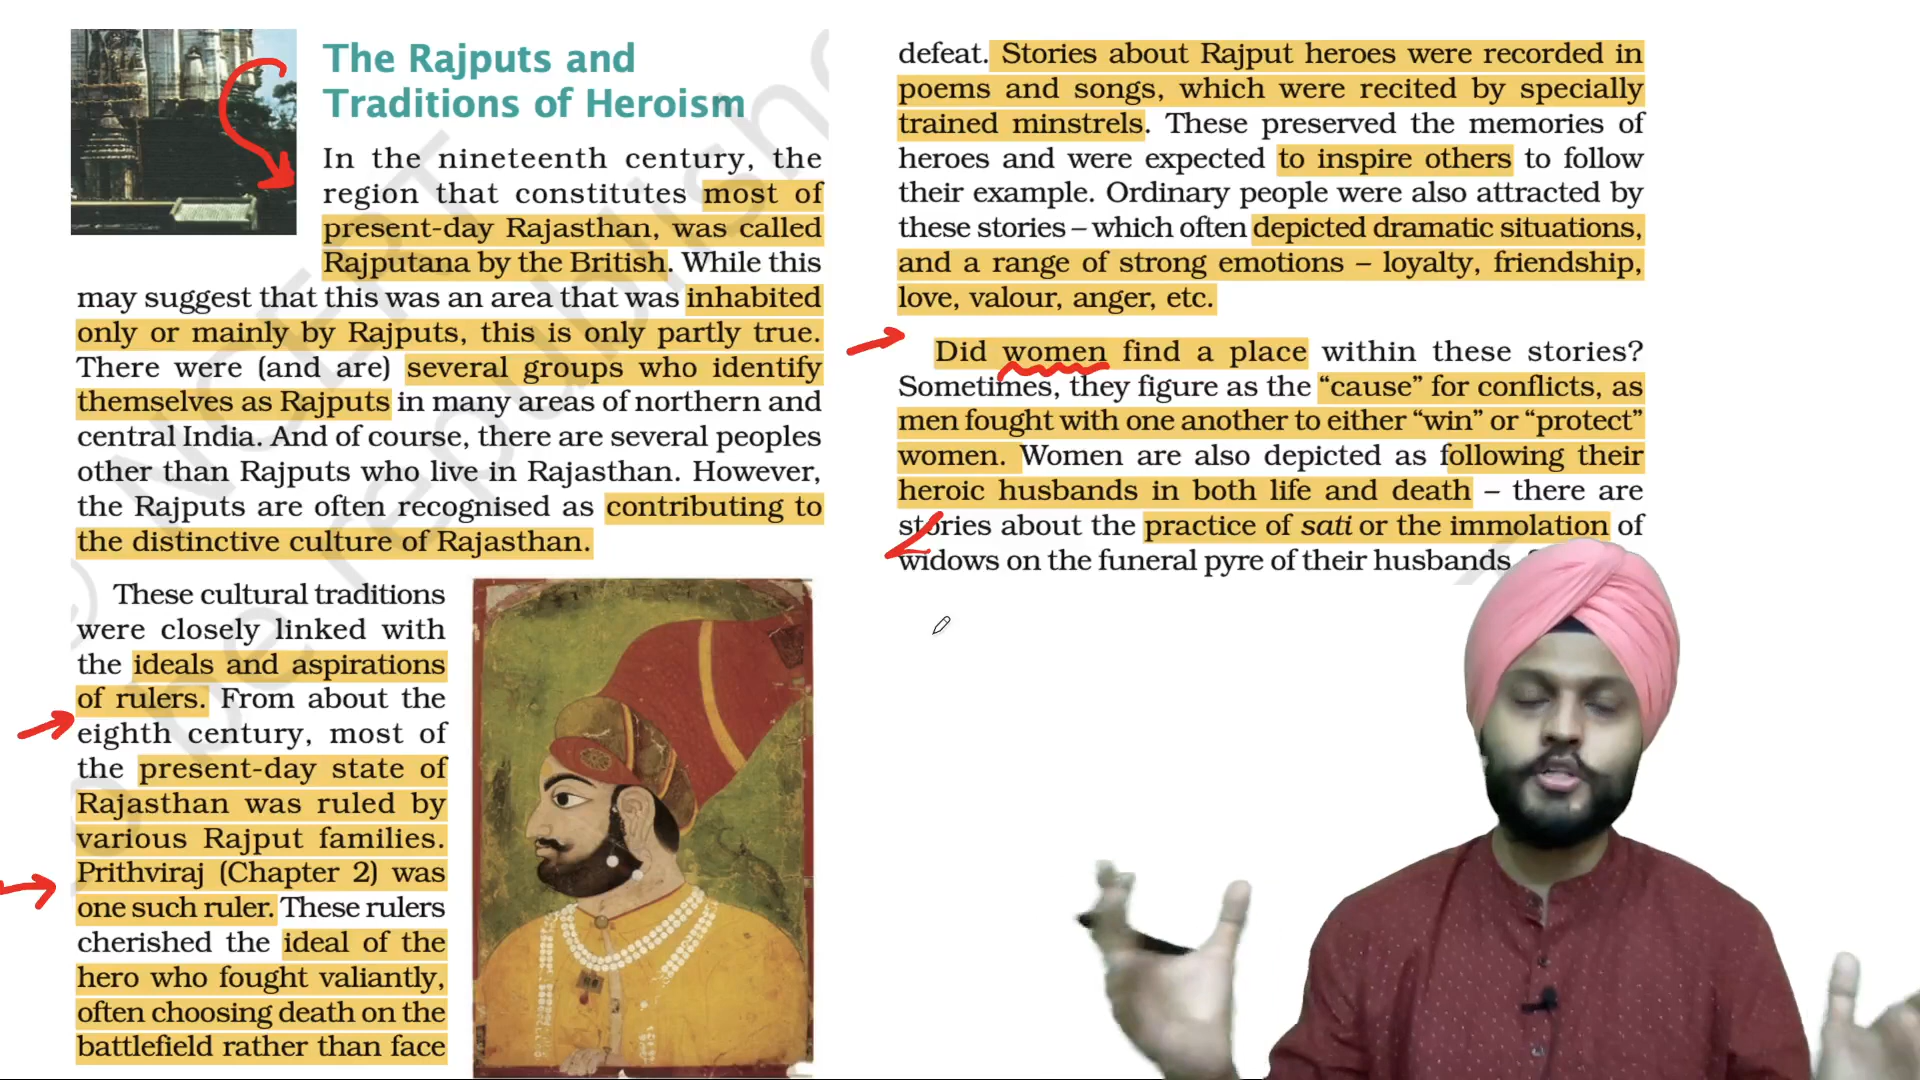 The Rajputs and
Traditions of Heroism
In the nineteenth century, the
region that constitutes most of
present-day Rajasthan, was called
Rajputana by the British. While this
may suggest that this was an area that was inhabited
only or mainly by Rajputs, this is only partly true.
There were (and are) several groups who identify
themselves as Rajputs in many areas of northern and
central India. And of course, there are several peoples
other than Rajputs who live in Rajasthan. However,
the Rajputs are often recognised as contributing to
the distinctive culture of Rajasthan.
These cultural traditions
were closely linked with
the ideals and aspirations
of rulers. From about the
eighth century, most of
the present-day state of
Rajasthan was ruled by
various Rajput families.
Prithviraj (Chapter 2) was
one such ruler. These rulers
cherished the ideal of the
hero who fought valiantly,
often choosing death on the
battlefield rather than face
defeat. Stories about Rajput heroes were recorded in
poems and songs, which were recited by specially
trained minstrels. These preserved the memories of
heroes and were expected to inspire others to follow
their example. Ordinary people were also attracted by
these stories – which often depicted dramatic situations,
and a range of strong emotions – loyalty, friendship,
love, valour, anger, etc.
Did women find a place within these stories?
Sometimes, they figure as the “cause” for conflicts, as
men fought with one another to either “win” or “protect”
women. Women are also depicted as following their
heroic husbands in both life and death – there are
stories about the practice of sati or the immolation of
widows on the funeral pyre of their husbands
© NCERT
be republished